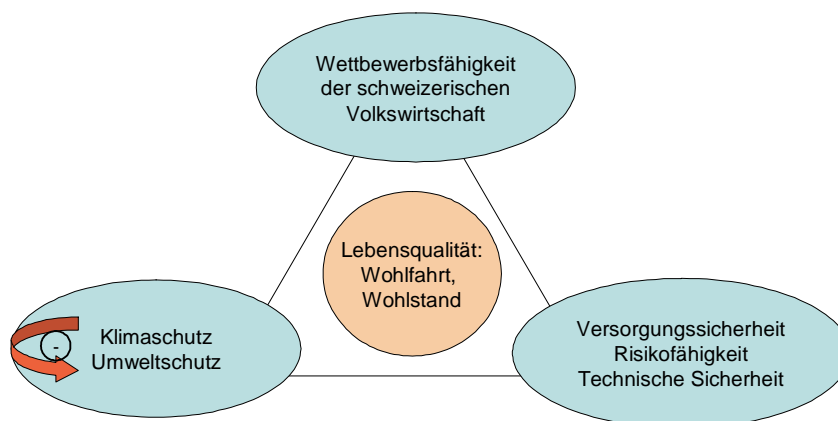 Wettbewerbsfähigkeit
der schweizerischen
Volkswirtschaft
Lebensqualität:
Wohlfahrt,
Wohlstand
Klimaschutz
Umweltschutz
-
Versorgungssicherheit
Risikofähigkeit
Technische Sicherheit